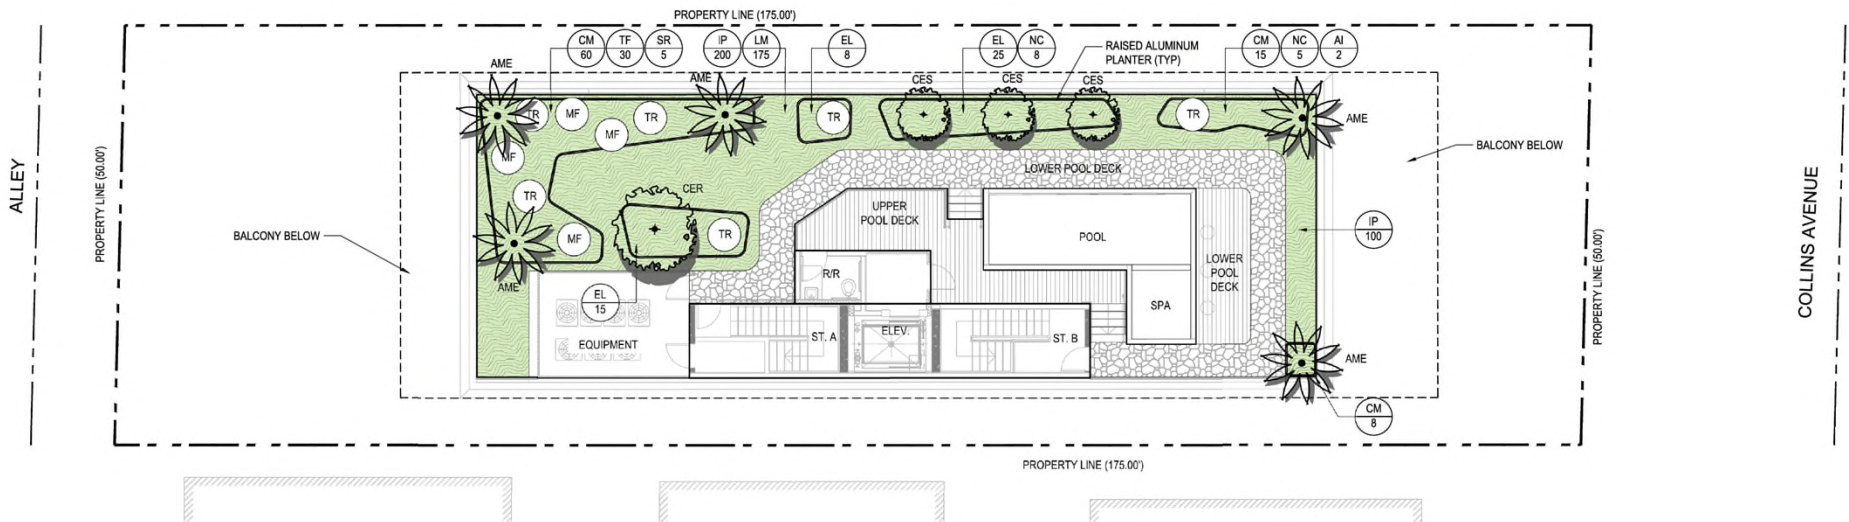 PROPERTY LINE (175.00')
CM
60
TF
30
SR
5
IP
200
LM
175
EL
8
EL
25
NC
8
RAISED ALUMINUM
PLANTER (TYP)
CM
15
NC
5
AI
2
AME
AME
CES
CES
CES
AME
TR
MF
TR
MF
TR
TR
MF
TR
MF
AME
CER
TR
BALCONY BELOW
BALCONY BELOW
LOWER POOL DECK
UPPER
POOL DECK
POOL
LOWER
POOL
DECK
SPA
R/R
IP
100
EL
15
EQUIPMENT
ST. A
ELEV.
ST. B
AME
CM
8
ALLEY
PROPERTY LINE (50.00')
PROPERTY LINE (50.00')
COLLINS AVENUE
PROPERTY LINE (175.00')